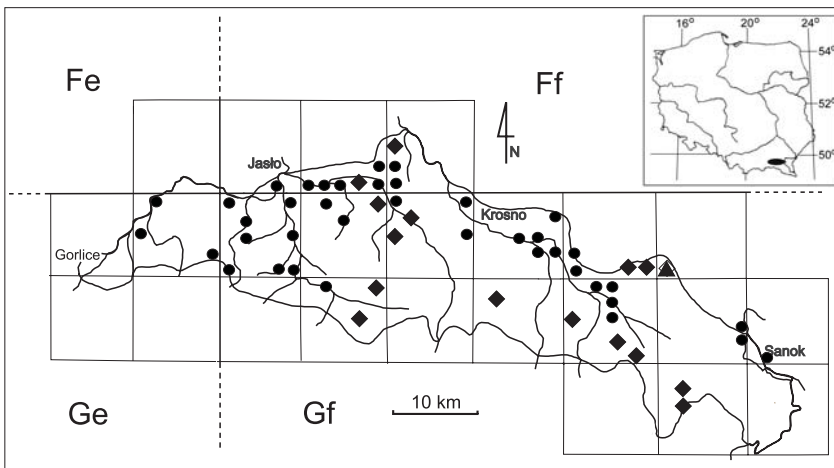 16° 20° 24°
54°
52°
50°
Fe
Ff
N
Jasło
Krosno
Gorlice
Sanok
Ge
Gf
10 km